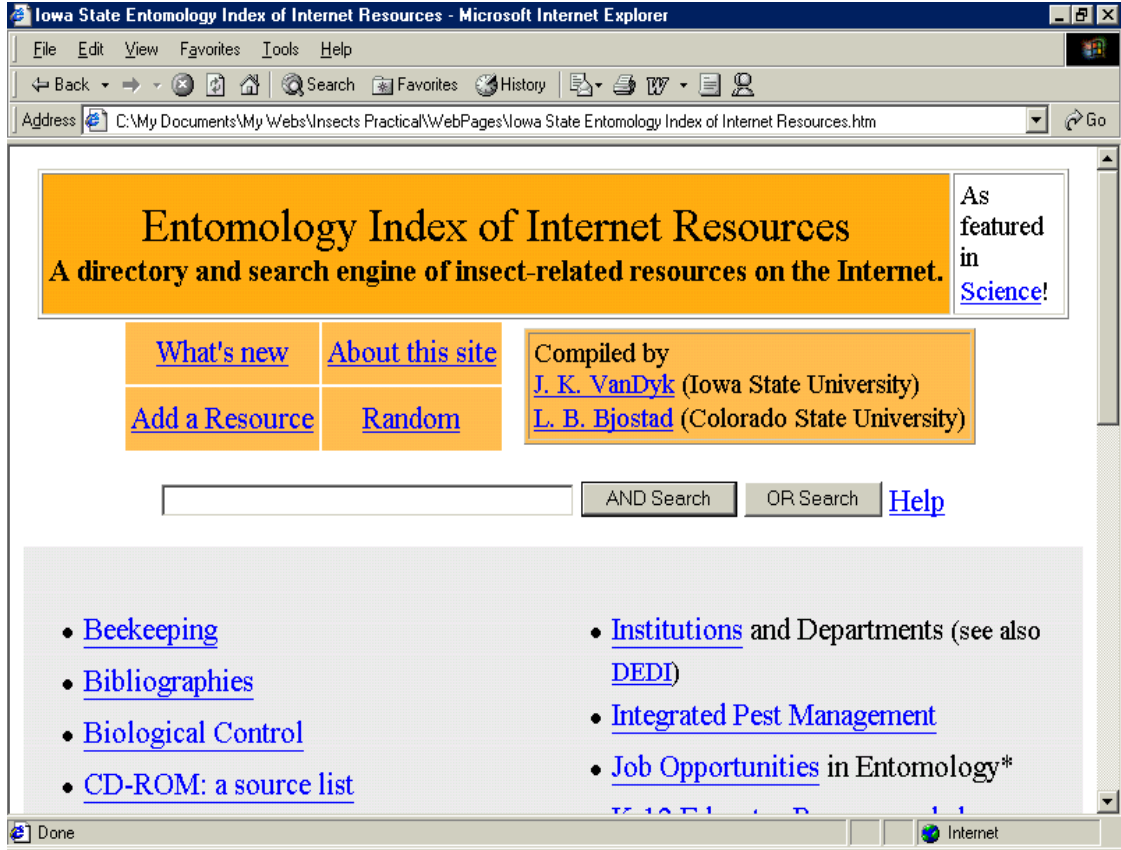 Iowa State Entomology Index of Internet Resources - Microsoft Internet Explorer
File Edit View Favorites Tools Help
Back Search Favorites History
Address C:\My Documents\My Webs\Insects Practical\WebPages\Iowa State Entomology Index of Internet Resources.htm Go
Entomology Index of Internet Resources
A directory and search engine of insect-related resources on the Internet.
As
featured
in
Science!
What's new About this site
Add a Resource Random
Compiled by
J. K. VanDyk (Iowa State University)
L. B. Bjostad (Colorado State University)
AND Search OR Search Help
• Beekeeping
• Bibliographies
• Biological Control
• CD-ROM: a source list
• Institutions and Departments (see also
DEDI)
• Integrated Pest Management
• Job Opportunities in Entomology*
K-12
Done Internet